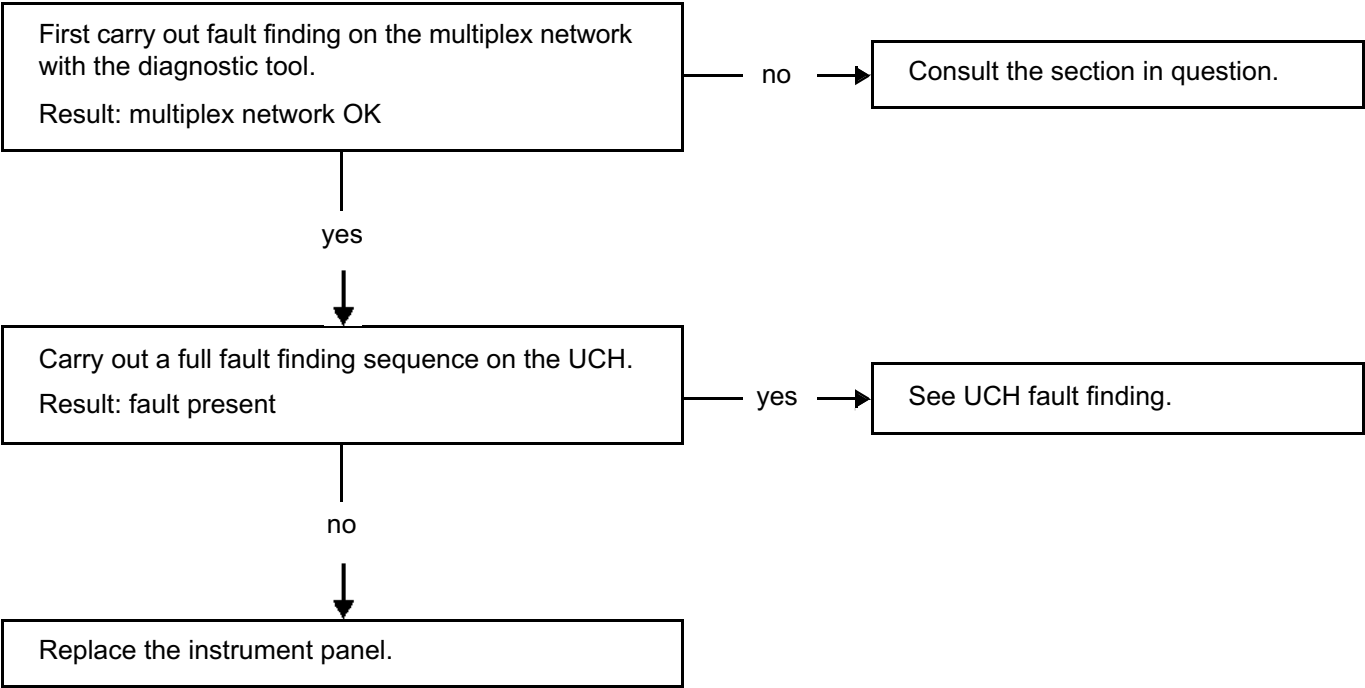 First carry out fault finding on the multiplex network
with the diagnostic tool.
Result: multiplex network OK
no
Consult the section in question.
yes
Carry out a full fault finding sequence on the UCH.
Result: fault present
yes
See UCH fault finding.
no
Replace the instrument panel.